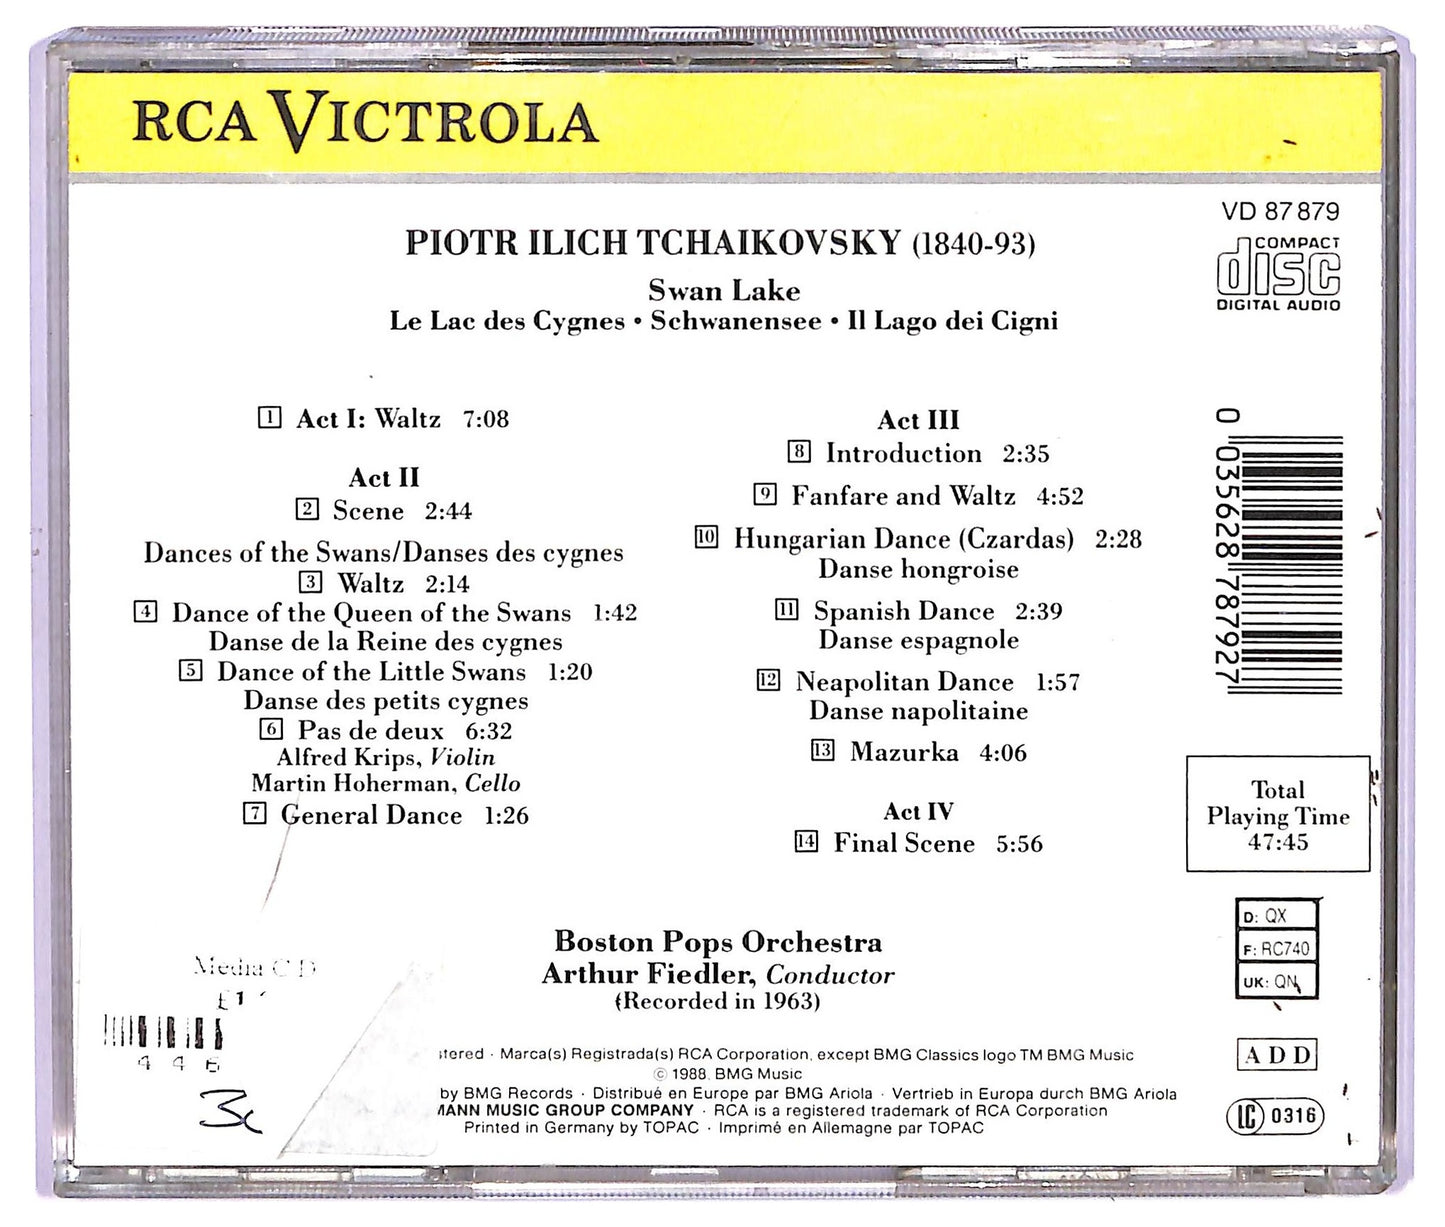 RCA VICTROLA
VD 87879
COMPACT
disc
DIGITAL AUDIO
PIOTR ILICH TCHAIKOVSKY (1840-93)
Swan Lake
Le Lac des Cygnes • Schwanensee • Il Lago dei Cigni
1 Act I: Waltz 7:08
Act II
2 Scene 2:44
Dances of the Swans/Danses des cygnes
3 Waltz 2:14
4 Dance of the Queen of the Swans 1:42
Danse de la Reine des cygnes
5 Dance of the Little Swans 1:20
Danse des petits cygnes
6 Pas de deux 6:32
Alfred Krips, Violin
Martin Hoherman, Cello
7 General Dance 1:26
Act III
8 Introduction 2:35
9 Fanfare and Waltz 4:52
10 Hungarian Dance (Czardas) 2:28
Danse hongroise
11 Spanish Dance 2:39
Danse espagnole
12 Neapolitan Dance 1:57
Danse napolitaine
13 Mazurka 4:06
Act IV
14 Final Scene 5:56
0 035628 787927
Total
Playing Time
47:45
D: QX
F: RC740
UK: QN
ADD
LC 0316
Boston Pops Orchestra
Arthur Fiedler, Conductor
(Recorded in 1963)
Media CD
446
stered · Marca(s) Registrada(s) RCA Corporation, except BMG Classics logo TM BMG Music
© 1988, BMG Music
by BMG Records · Distribué en Europe par BMG Ariola · Vertrieb in Europa durch BMG Ariola
MANN MUSIC GROUP COMPANY · RCA is a registered trademark of RCA Corporation
Printed in Germany by TOPAC · Imprimé en Allemagne par TOPAC